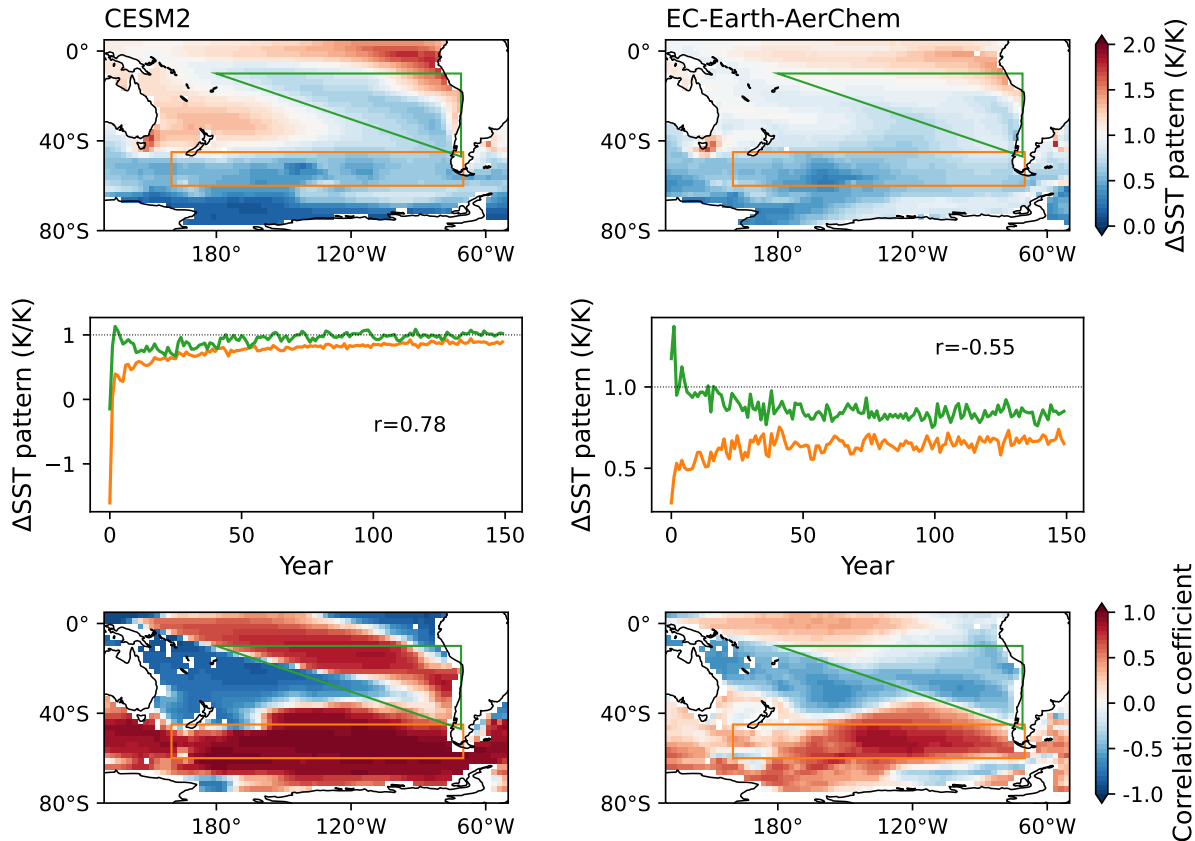 CESM2
EC-Earth-AerChem
0°
40°S
80°S
180°
120°W
60°W
0°
40°S
80°S
180°
120°W
60°W
2.0
1.5
1.0
0.5
0.0
ΔSST pattern (K/K)
ΔSST pattern (K/K)
1
0
−1
r=0.78
0
50
100
150
Year
ΔSST pattern (K/K)
1.0
0.5
r=-0.55
0
50
100
150
Year
0°
40°S
80°S
180°
120°W
60°W
0°
40°S
80°S
180°
120°W
60°W
1.0
0.5
0.0
-0.5
-1.0
Correlation coefficient